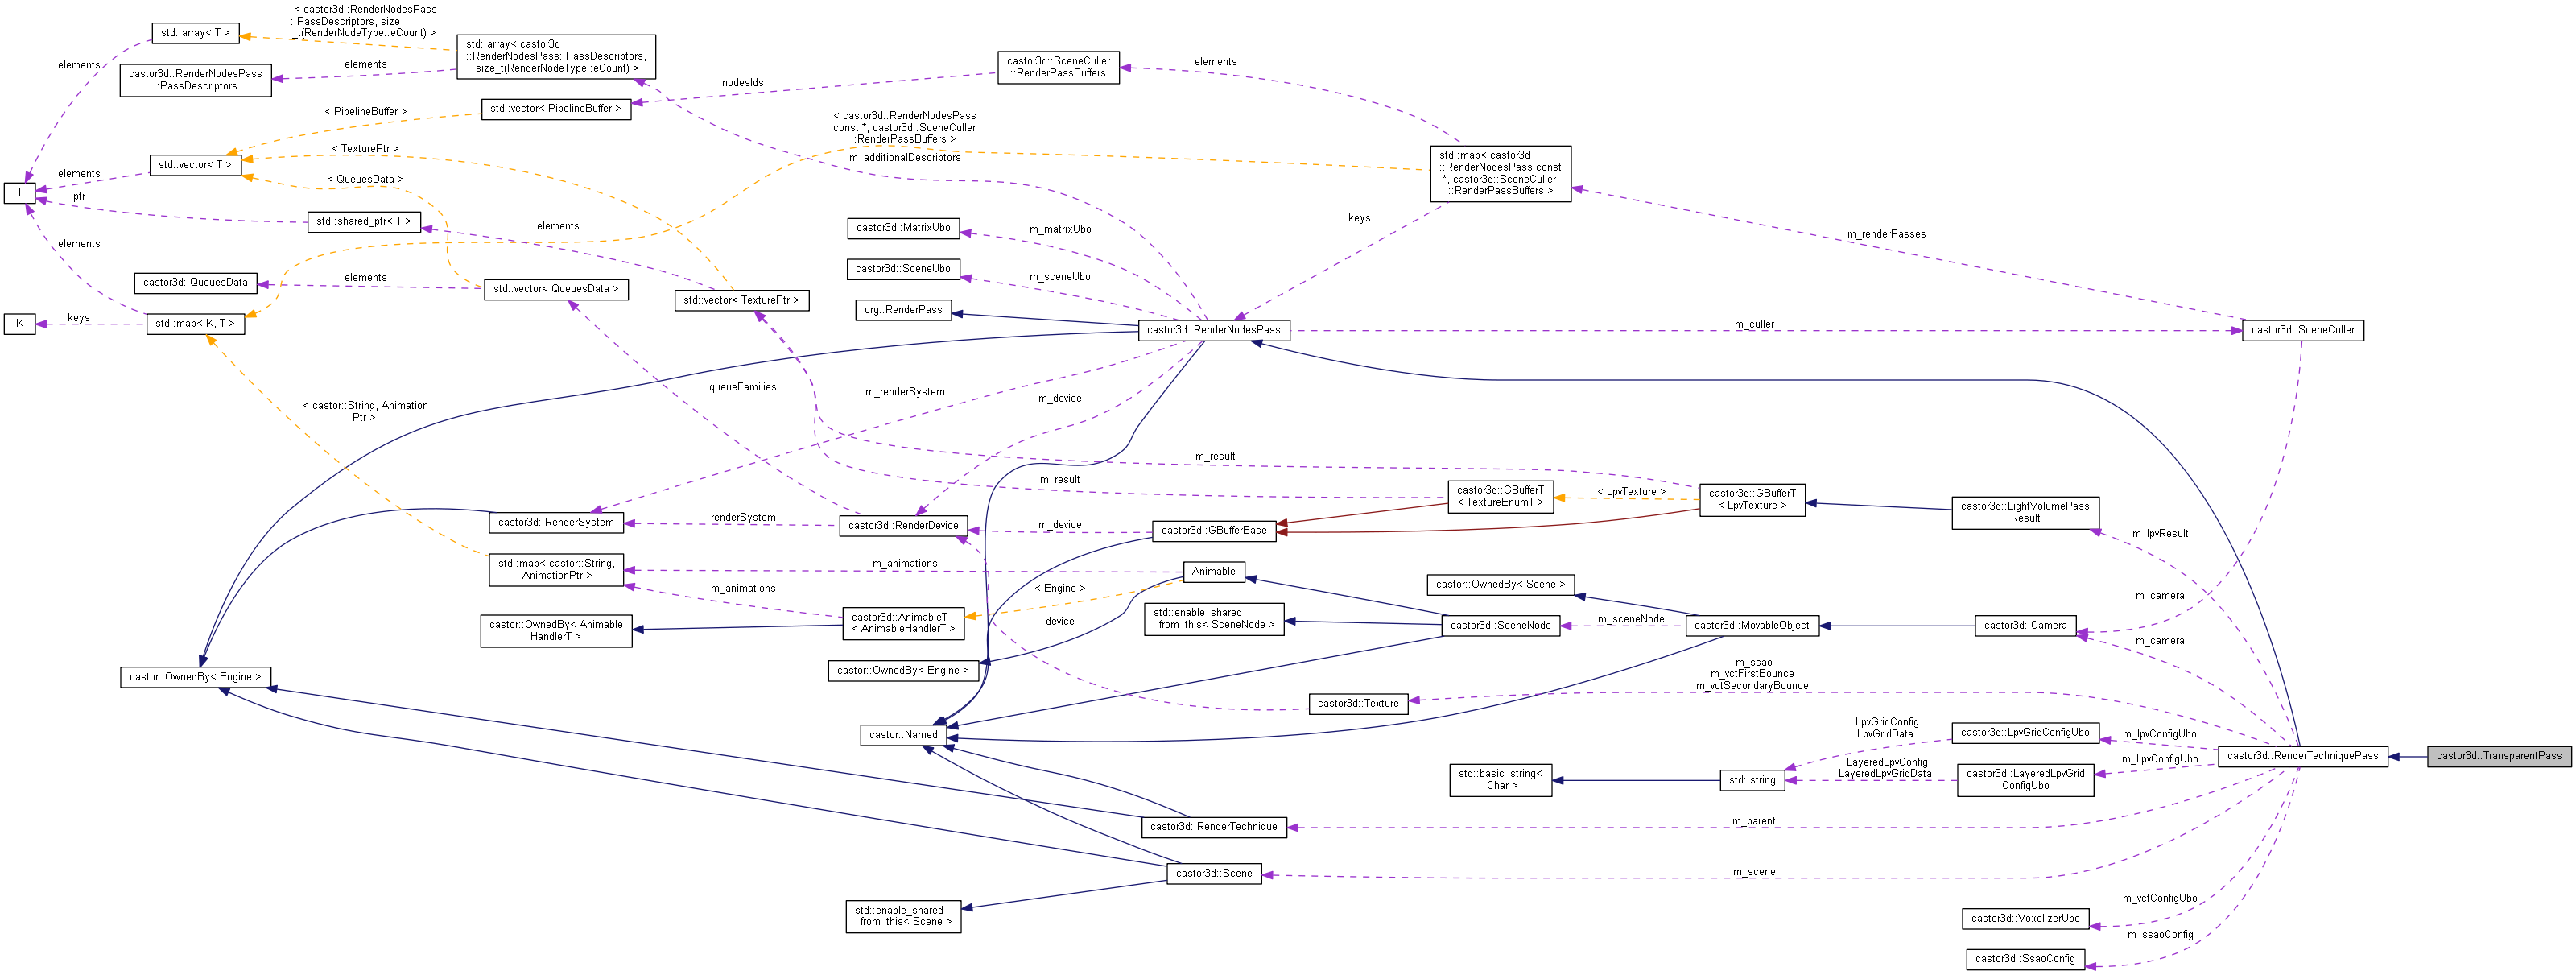 < castor3d::RenderNodesPass
::PassDescriptors, size
_t(RenderNodeType::eCount) >
std::array< T >
elements
castor3d::RenderNodesPass
::PassDescriptors
elements
std::array< castor3d
::RenderNodesPass::PassDescriptors,
size_t(RenderNodeType::eCount) >
castor3d::SceneCuller
::RenderPassBuffers
elements
nodesIds
std::vector< PipelineBuffer >
< PipelineBuffer >
< castor3d::RenderNodesPass
const *, castor3d::SceneCuller
::RenderPassBuffers >
m_additionalDescriptors
< TexturePtr >
std::vector< T >
elements
< QueuesData >
T
ptr
std::shared_ptr< T >
std::map< castor3d
::RenderNodesPass const
*, castor3d::SceneCuller
::RenderPassBuffers >
keys
elements
elements
castor3d::MatrixUbo
m_matrixUbo
m_renderPasses
castor3d::SceneUbo
m_sceneUbo
castor3d::QueuesData
elements
std::vector< QueuesData >
std::vector< TexturePtr >
crg::RenderPass
K
keys
std::map< K, T >
castor3d::RenderNodesPass
m_culler
castor3d::SceneCuller
queueFamilies
m_renderSystem
m_device
< castor::String, Animation
Ptr >
m_result
m_result
castor3d::GBufferT
< TextureEnumT >
< LpvTexture >
castor3d::GBufferT
< LpvTexture >
castor3d::LightVolumePass
Result
castor3d::RenderSystem
renderSystem
castor3d::RenderDevice
m_device
castor3d::GBufferBase
m_lpvResult
std::map< castor::String,
AnimationPtr >
m_animations
Animable
m_animations
< Engine >
castor::OwnedBy< Scene >
m_camera
castor::OwnedBy< Animable
HandlerT >
castor3d::AnimableT
< AnimableHandlerT >
device
std::enable_shared
_from_this< SceneNode >
castor3d::SceneNode
m_sceneNode
castor3d::MovableObject
castor3d::Camera
m_camera
castor::OwnedBy< Engine >
castor::OwnedBy< Engine >
m_ssao
m_vctFirstBounce
m_vctSecondaryBounce
castor3d::Texture
castor::Named
LpvGridConfig
LpvGridData
castor3d::LpvGridConfigUbo
m_lpvConfigUbo
castor3d::RenderTechniquePass
castor3d::TransparentPass
std::basic_string<
Char >
std::string
LayeredLpvConfig
LayeredLpvGridData
castor3d::LayeredLpvGrid
ConfigUbo
m_llpvConfigUbo
castor3d::RenderTechnique
m_parent
castor3d::Scene
m_scene
std::enable_shared
_from_this< Scene >
castor3d::VoxelizerUbo
m_vctConfigUbo
m_ssaoConfig
castor3d::SsaoConfig